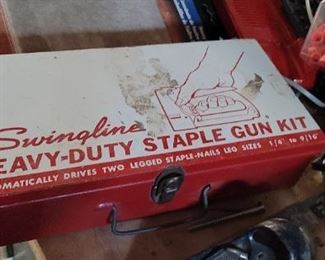 Swingline
EAVY-DUTY STAPLE GUN KIT
OMATICALLY DRIVES TWO LEGGED STAPLE-NAILS LEG SIZES 1/4" to 9/16"